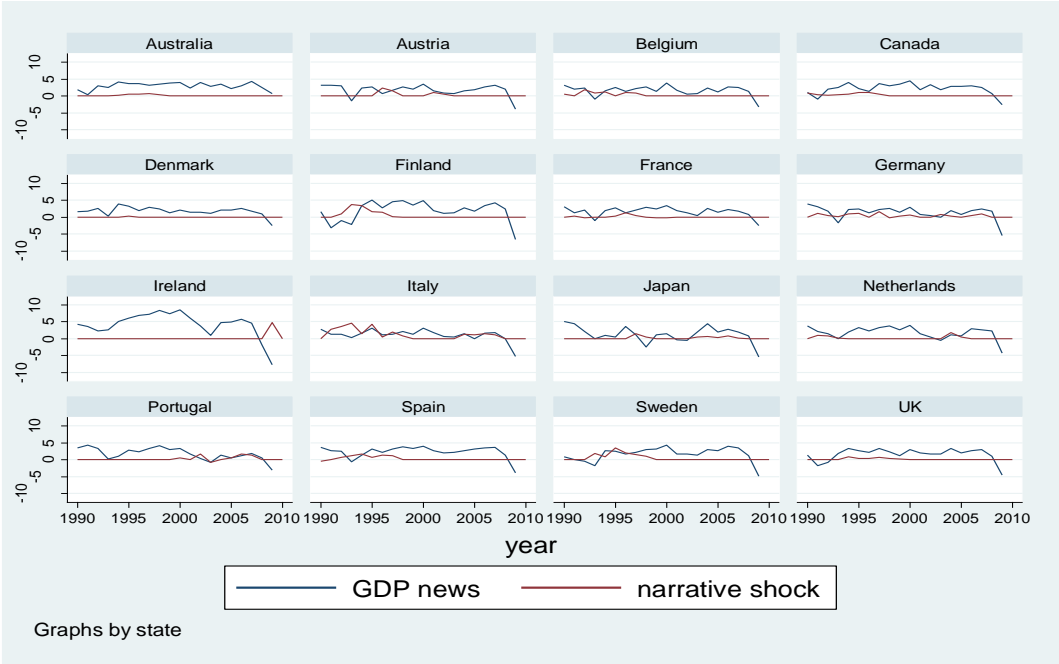 Australia Austria Belgium Canada
10
5
0
-5
-10
Denmark Finland France Germany
10
5
0
-5
-10
Ireland Italy Japan Netherlands
10
5
0
-5
-10
Portugal Spain Sweden UK
10
5
0
-5
-10
1990 1995 2000 2005 2010 1990 1995 2000 2005 2010 1990 1995 2000 2005 2010 1990 1995 2000 2005 2010
year
GDP news narrative shock
Graphs by state